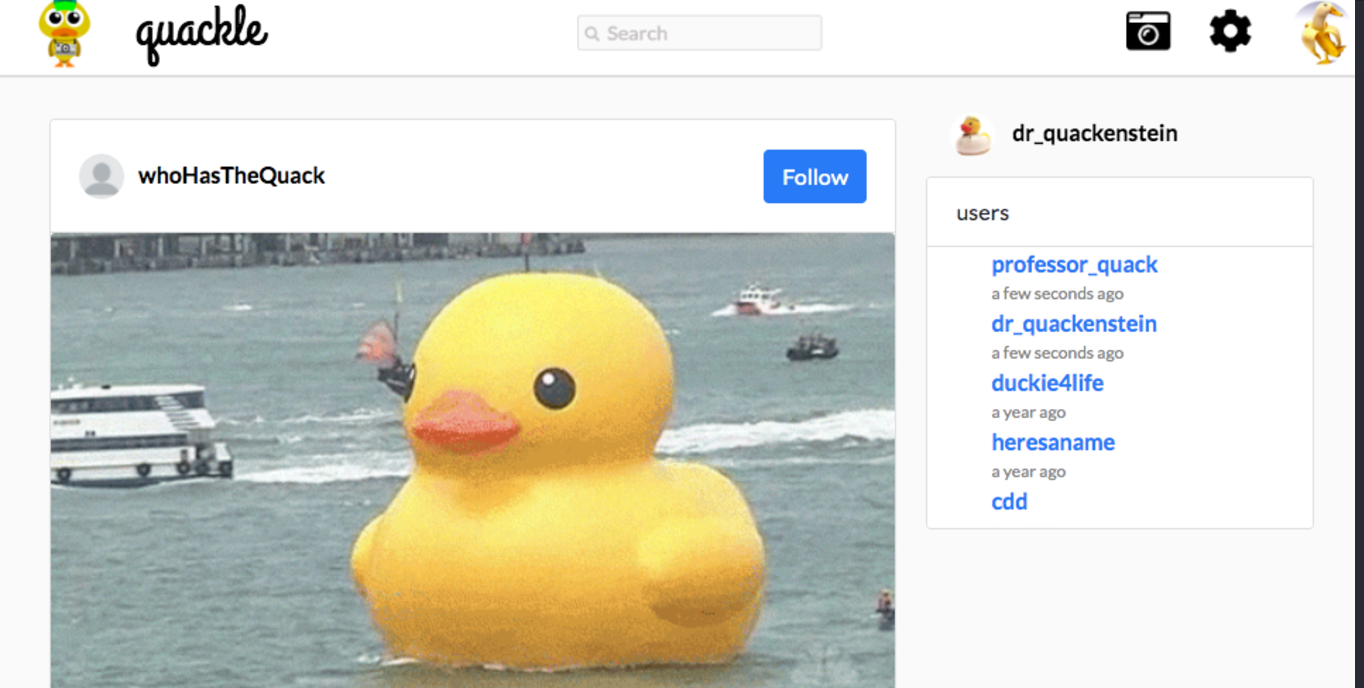 WOW
quackle
Search
whoHasTheQuack
Follow
dr_quackenstein
users
professor_quack
a few seconds ago
dr_quackenstein
a few seconds ago
duckie4life
a year ago
heresaname
a year ago
cdd